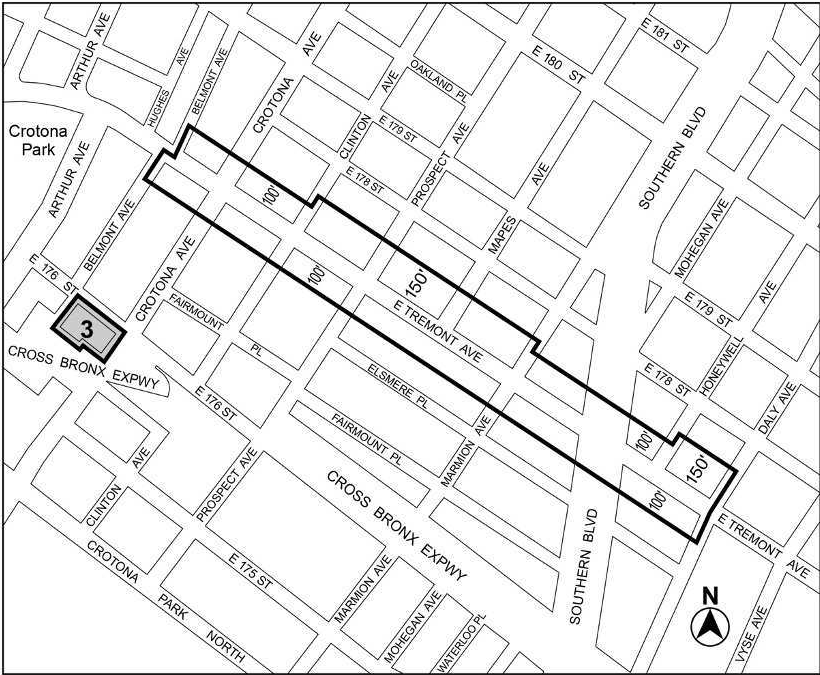 ARTHUR AVE
HUGHES AVE
BELMONT AVE
CROTONA AVE
CLINTON AVE
OAKLAND PL
E 181 ST
E 180 ST
E 179 ST
E 178 ST
PROSPECT AVE
MAPES AVE
SOUTHERN BLVD
MOHEGAN AVE
Crotona
Park
ARTHUR AVE
BELMONT AVE
CROTONA AVE
100'
100'
150'
E 176 ST
3
FAIRMOUNT PL
E TREMONT AVE
E 179 ST
E 178 ST
HONEYWELL AVE
DALY AVE
CROSS BRONX EXPWY
E 176 ST
ELSMERE PL
FAIRMOUNT PL
MARMION AVE
100'
150'
100'
CLINTON AVE
PROSPECT AVE
CROSS BRONX EXPWY
SOUTHERN BLVD
E TREMONT AVE
CROTONA PARK NORTH
E 175 ST
MARMION AVE
MOHEGAN AVE
WATERLOO PL
VYSE AVE
N